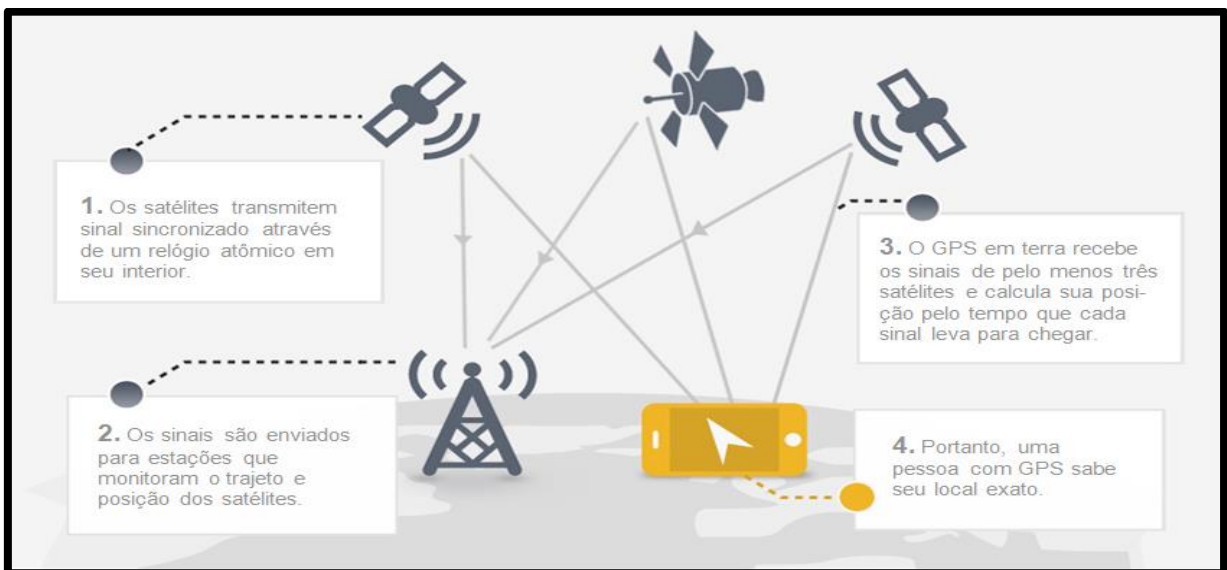 1. Os satélites transmitem
sinal sincronizado através
de um relógio atômico em
seu interior.
2. Os sinais são enviados
para estações que
monitoram o trajeto e
posição dos satélites.
3. O GPS em terra recebe
os sinais de pelo menos três
satélites e calcula sua posi-
ção pelo tempo que cada
sinal leva para chegar.
4. Portanto, uma
pessoa com GPS sabe
seu local exato.